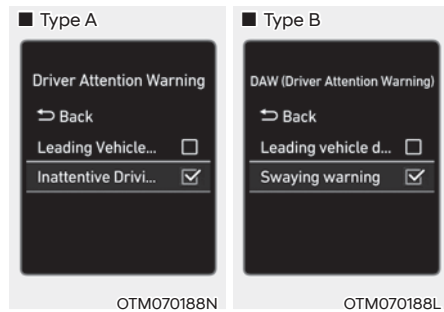 ■ Type A
Driver Attention Warning
Back
Leading Vehicle...
Inattentive Drivi...
OTM070188N
■ Type B
DAW (Driver Attention Warning)
Back
Leading vehicle d...
Swaying warning
OTM070188L